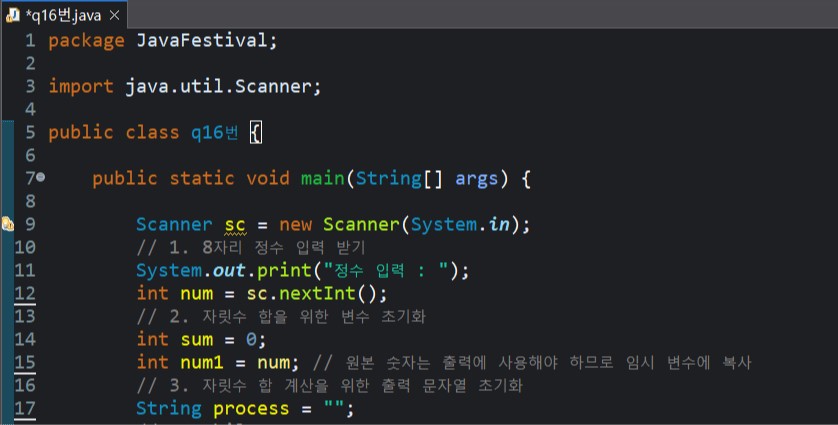 *q16번.java
1 package JavaFestival;
2
3 import java.util.Scanner;
4
5 public class q16번 {
6
7 public static void main(String[] args) {
8
9 Scanner sc = new Scanner(System.in);
10 // 1. 8자리 정수 입력 받기
11 System.out.print("정수 입력 : ");
12 int num = sc.nextInt();
13 // 2. 자릿수 합을 위한 변수 초기화
14 int sum = 0;
15 int num1 = num; // 원본 숫자는 출력에 사용해야 하므로 임시 변수에 복사
16 // 3. 자릿수 합 계산을 위한 출력 문자열 초기화
17 String process = "";